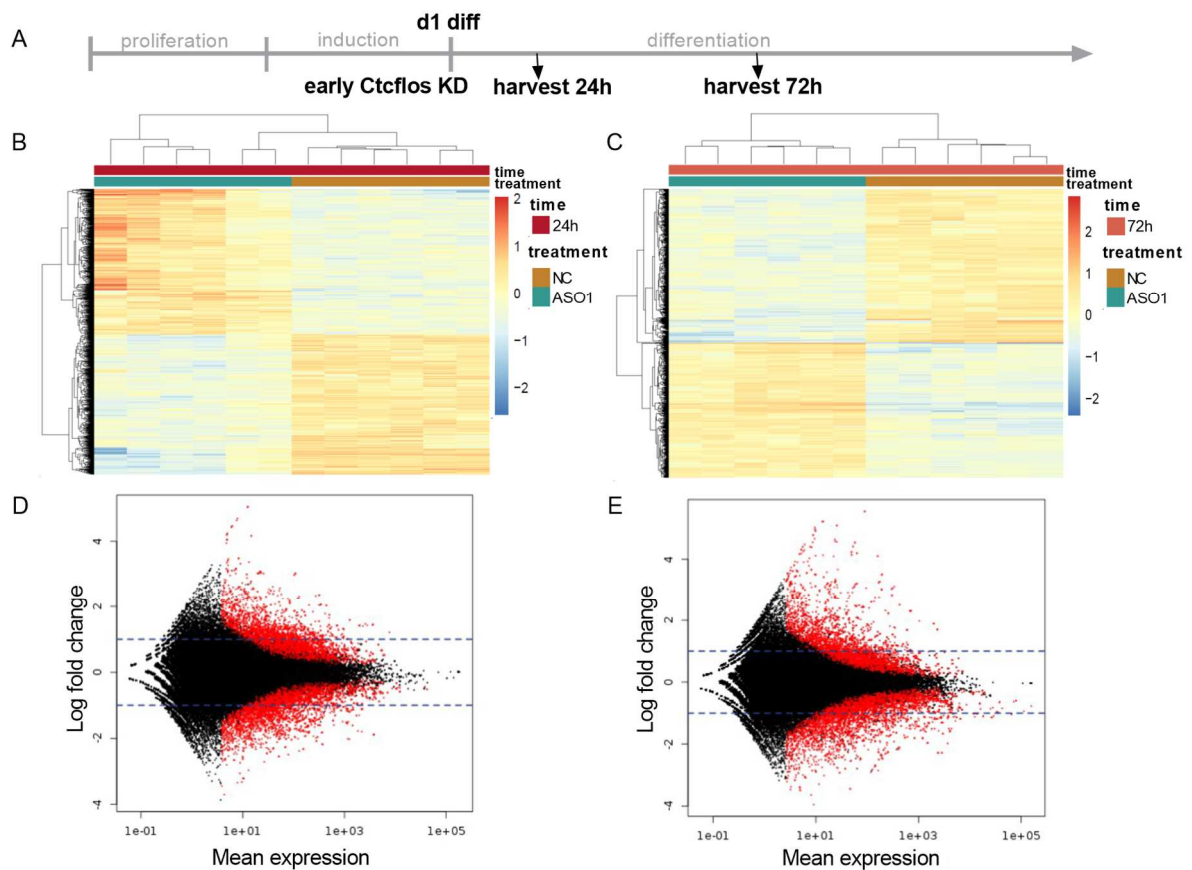 A
d1 diff
proliferation
induction
differentiation
early Ctcflos KD
harvest 24h
harvest 72h
B
time
treatment
2
1
0
−1
−2
time
24h
treatment
NC
ASO1
C
time
treatment
2
1
0
−1
−2
time
72h
treatment
NC
ASO1
D
Log fold change
4
2
0
-2
-4
1e-01
1e+01
1e+03
1e+05
Mean expression
E
Log fold change
4
2
0
-2
-4
1e-01
1e+01
1e+03
1e+05
Mean expression